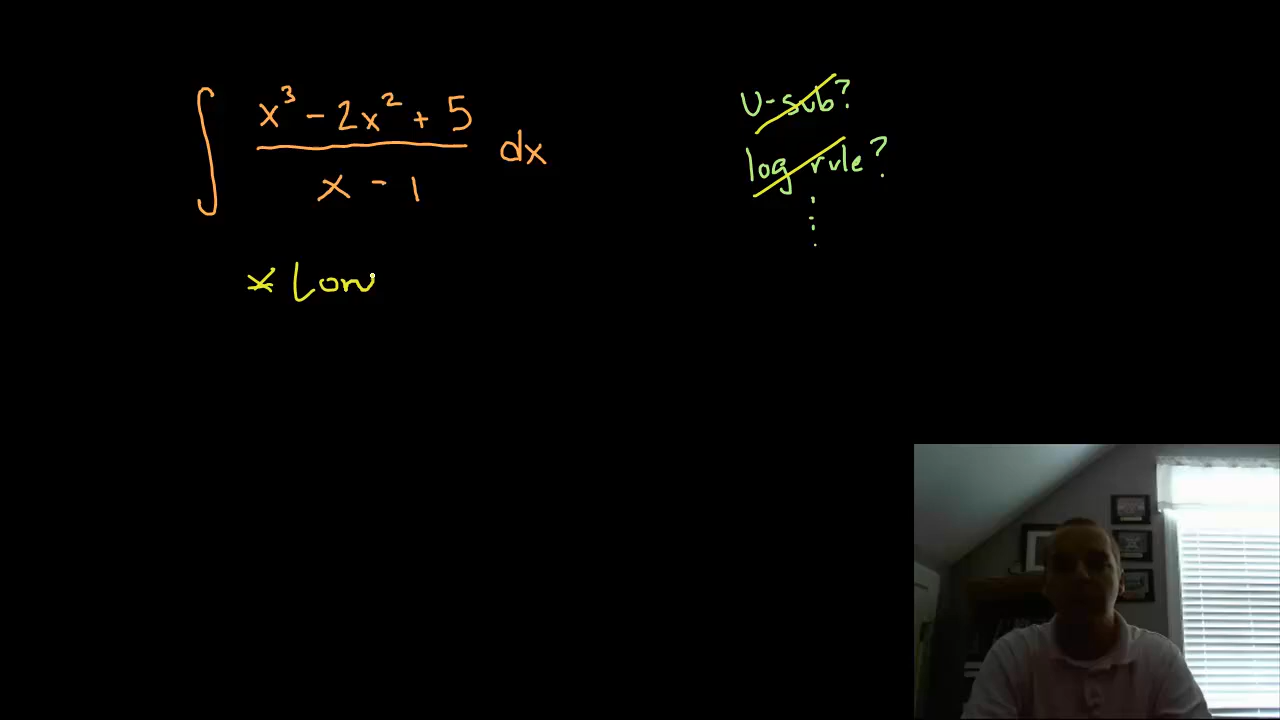 ∫ (x³ - 2x² + 5)/(x - 1) dx
* Lon
U-sub?
log rule?
⋮